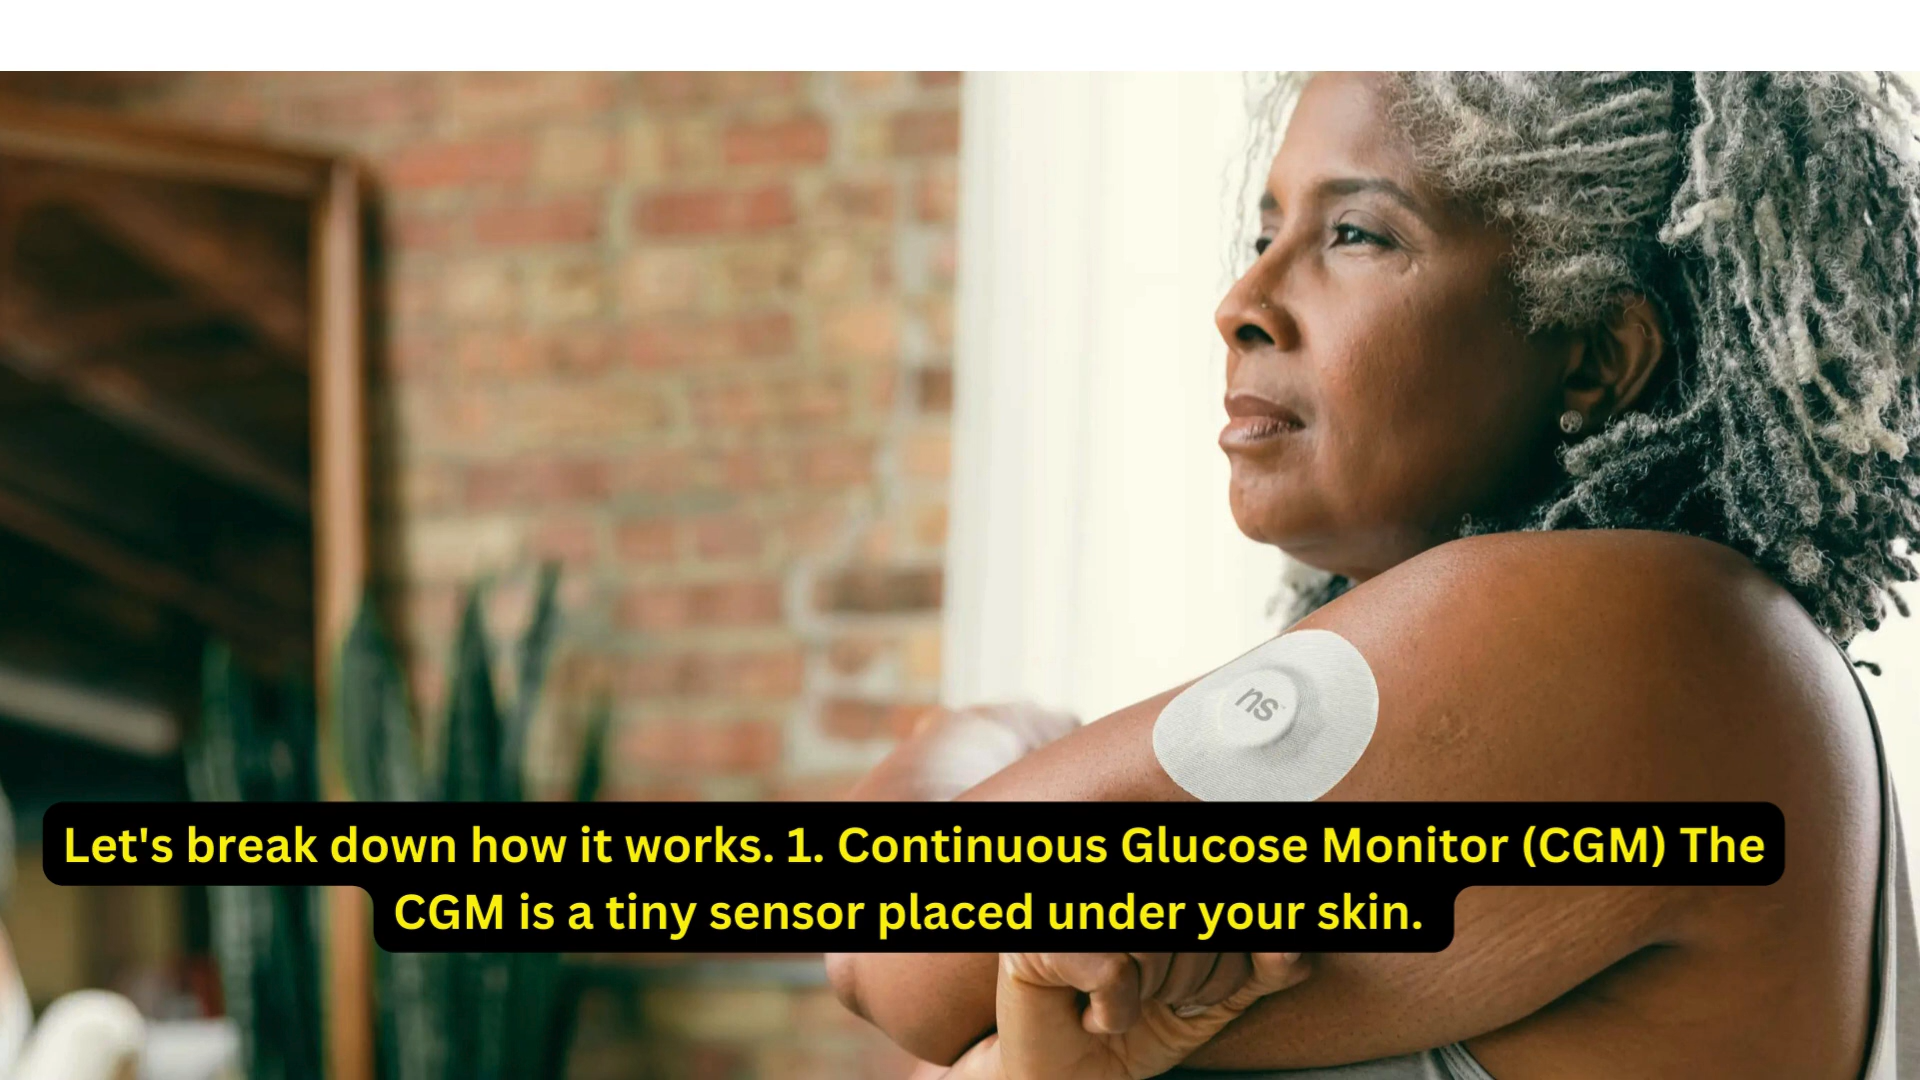 ns
Let's break down how it works. 1. Continuous Glucose Monitor (CGM) The
CGM is a tiny sensor placed under your skin.